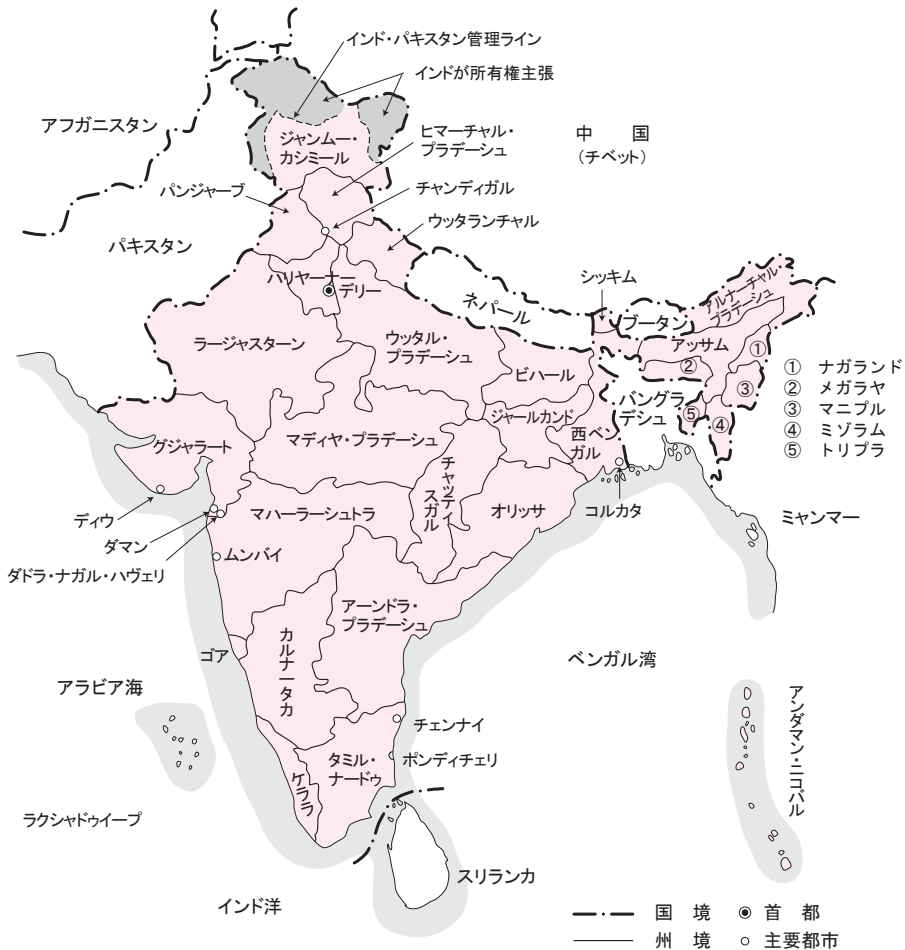 インド・パキスタン管理ライン
インドが所有権主張
アフガニスタン
ジャンムー・
カシミール
ヒマーチャル・
プラデーシュ
中　国
（チベット）
パンジャーブ
チャンディガル
ウッタランチャル
パキスタン
ハリヤーナー
デリー
ネパール
シッキム
ブータン
アルナーチャル・
プラデーシュ
ラージャスターン
ウッタル・
プラデーシュ
アッサム
①
②
③
④
⑤
ビハール
バングラ
デシュ
① ナガランド
② メガラヤ
③ マニプル
④ ミゾラム
⑤ トリプラ
ジャールカンド
西ベン
ガル
グジャラート
マディヤ・プラデーシュ
チャッティ
スガル
オリッサ
コルカタ
ミャンマー
ディウ
ダマン
ダドラ・ナガル・ハヴェリ
マハーラーシュトラ
ムンバイ
アーンドラ・
プラデーシュ
カルナータカ
ゴア
ベンガル湾
アラビア海
アンダマン・ニコバル
チェンナイ
ポンディチェリ
タミル・
ナードゥ
ケララ
ラクシャドゥイープ
スリランカ
インド洋
国　境 ◉ 首　都
州　境 ○ 主要都市